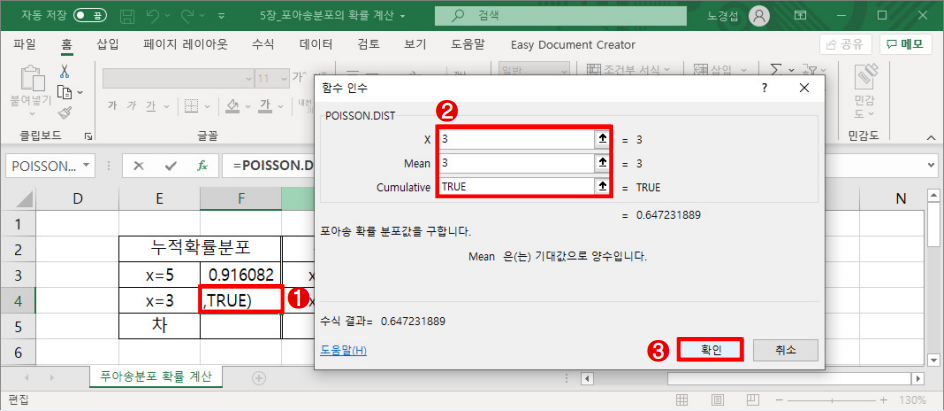 자동 저장 끔 5장_포아송분포의 확률 계산 검색 노경섭
파일 홈 삽입 페이지 레이아웃 수식 데이터 검토 보기 도움말 Easy Document Creator 공유 메모
붙여넣기 가 가 가 11 가 가 내천 일반 조건부 서식 삽입 민감도
클립보드 글꼴 민감도
함수 인수 ? ×
POISSON.DIST
❷
X 3 = 3
Mean 3 = 3
Cumulative TRUE = TRUE
= 0.647231889
포아송 확률 분포값을 구합니다.
Mean 은(는) 기대값으로 양수입니다.
수식 결과= 0.647231889
도움말(H) ❸ 확인 취소
POISSON... fx =POISSON.D
D E F N
1
2 누적확률분포
3 x=5 0.916082 x
4 x=3 ,TRUE) ❶ x
5 차
6
푸아송분포 확률 계산
편집 130%